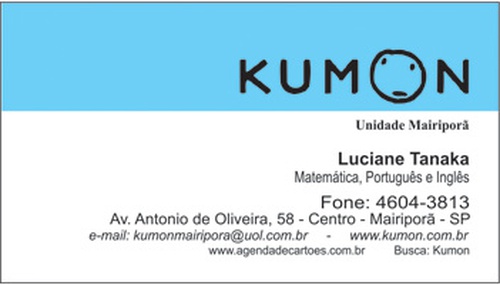 KUMON
Unidade Mairiporã
Luciane Tanaka
Matemática, Português e Inglês
Fone: 4604-3813
Av. Antonio de Oliveira, 58 - Centro - Mairiporã - SP
e-mail: kumonmairipora@uol.com.br - www.kumon.com.br
www.agendadecartoes.com.br Busca: Kumon